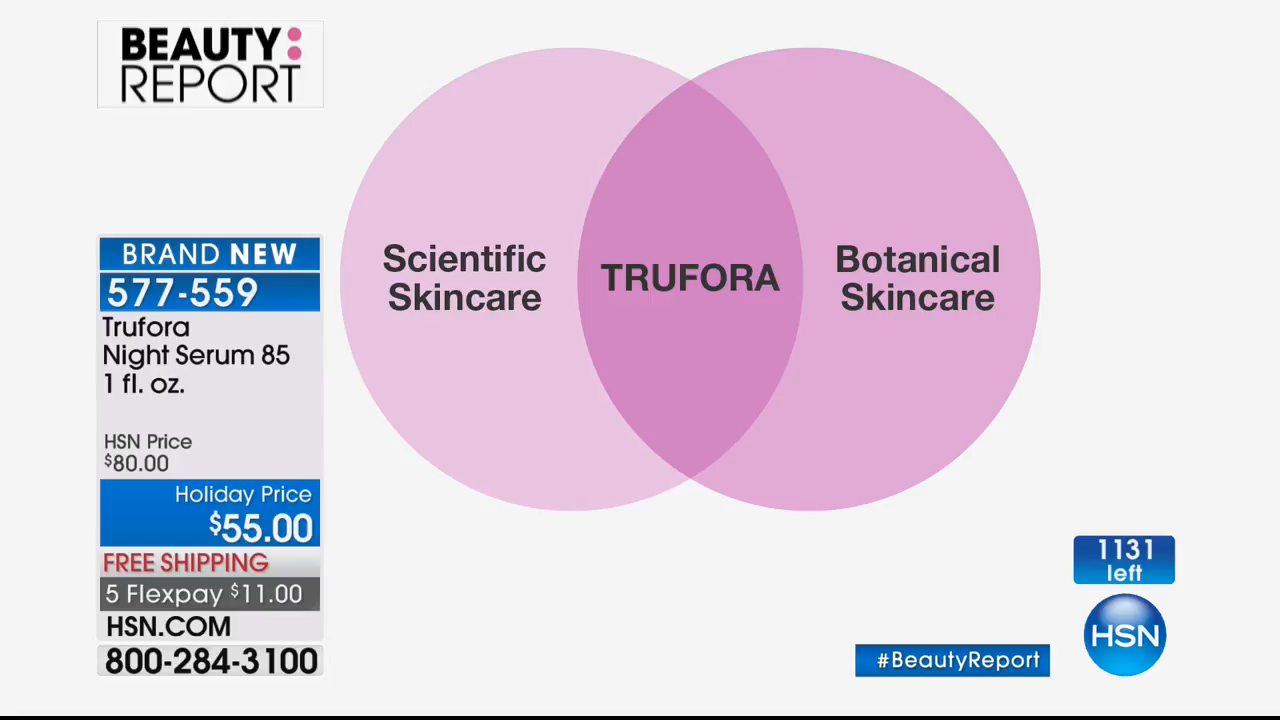 BEAUTY:
REPORT
BRAND NEW
577-559
Trufora
Night Serum 85
1 fl. oz.
HSN Price
$80.00
Holiday Price
$55.00
FREE SHIPPING
5 Flexpay $11.00
HSN.COM
800-284-3100
Scientific
Skincare
TRUFORA
Botanical
Skincare
1131
left
HSN
#BeautyReport